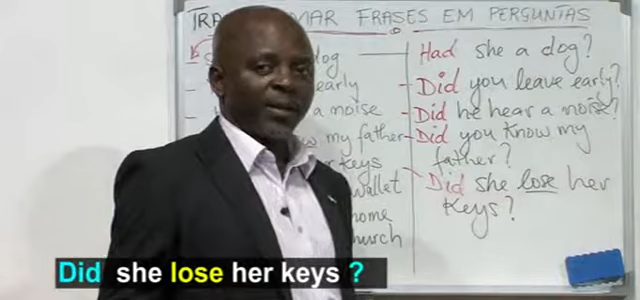 FRASES EM PERGUNTAS
dog
Had she a dog?
early
Did you leave early?
a noise
Did he hear a noise?
my father
Did you know my
father?
keys
Did she lose her
keys?
wallet
home
church
Did she lose her keys ?